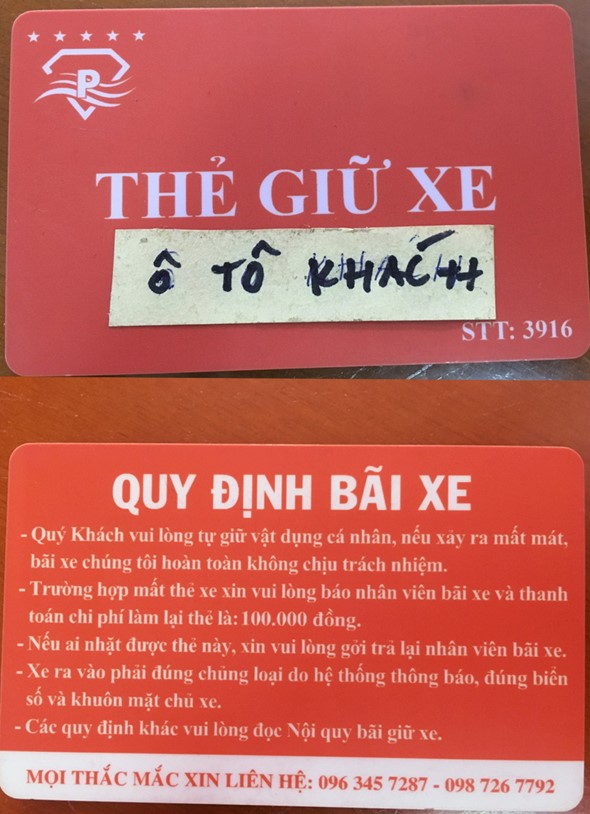 P
THẺ GIỮ XE
Ô TÔ KHÁCH
STT: 3916
QUY ĐỊNH BÃI XE
- Quý Khách vui lòng tự giữ vật dụng cá nhân, nếu xảy ra mất mát,
bãi xe chúng tôi hoàn toàn không chịu trách nhiệm.
- Trường hợp mất thẻ xe xin vui lòng báo nhân viên bãi xe và thanh
toán chi phí làm lại thẻ là: 100.000 đồng.
- Nếu ai nhặt được thẻ này, xin vui lòng gởi trả lại nhân viên bãi xe.
- Xe ra vào phải đúng chủng loại do hệ thống thông báo, đúng biển
số và khuôn mặt chủ xe.
- Các quy định khác vui lòng đọc Nội quy bãi giữ xe.
MỌI THẮC MẮC XIN LIÊN HỆ: 096 345 7287 - 098 726 7792